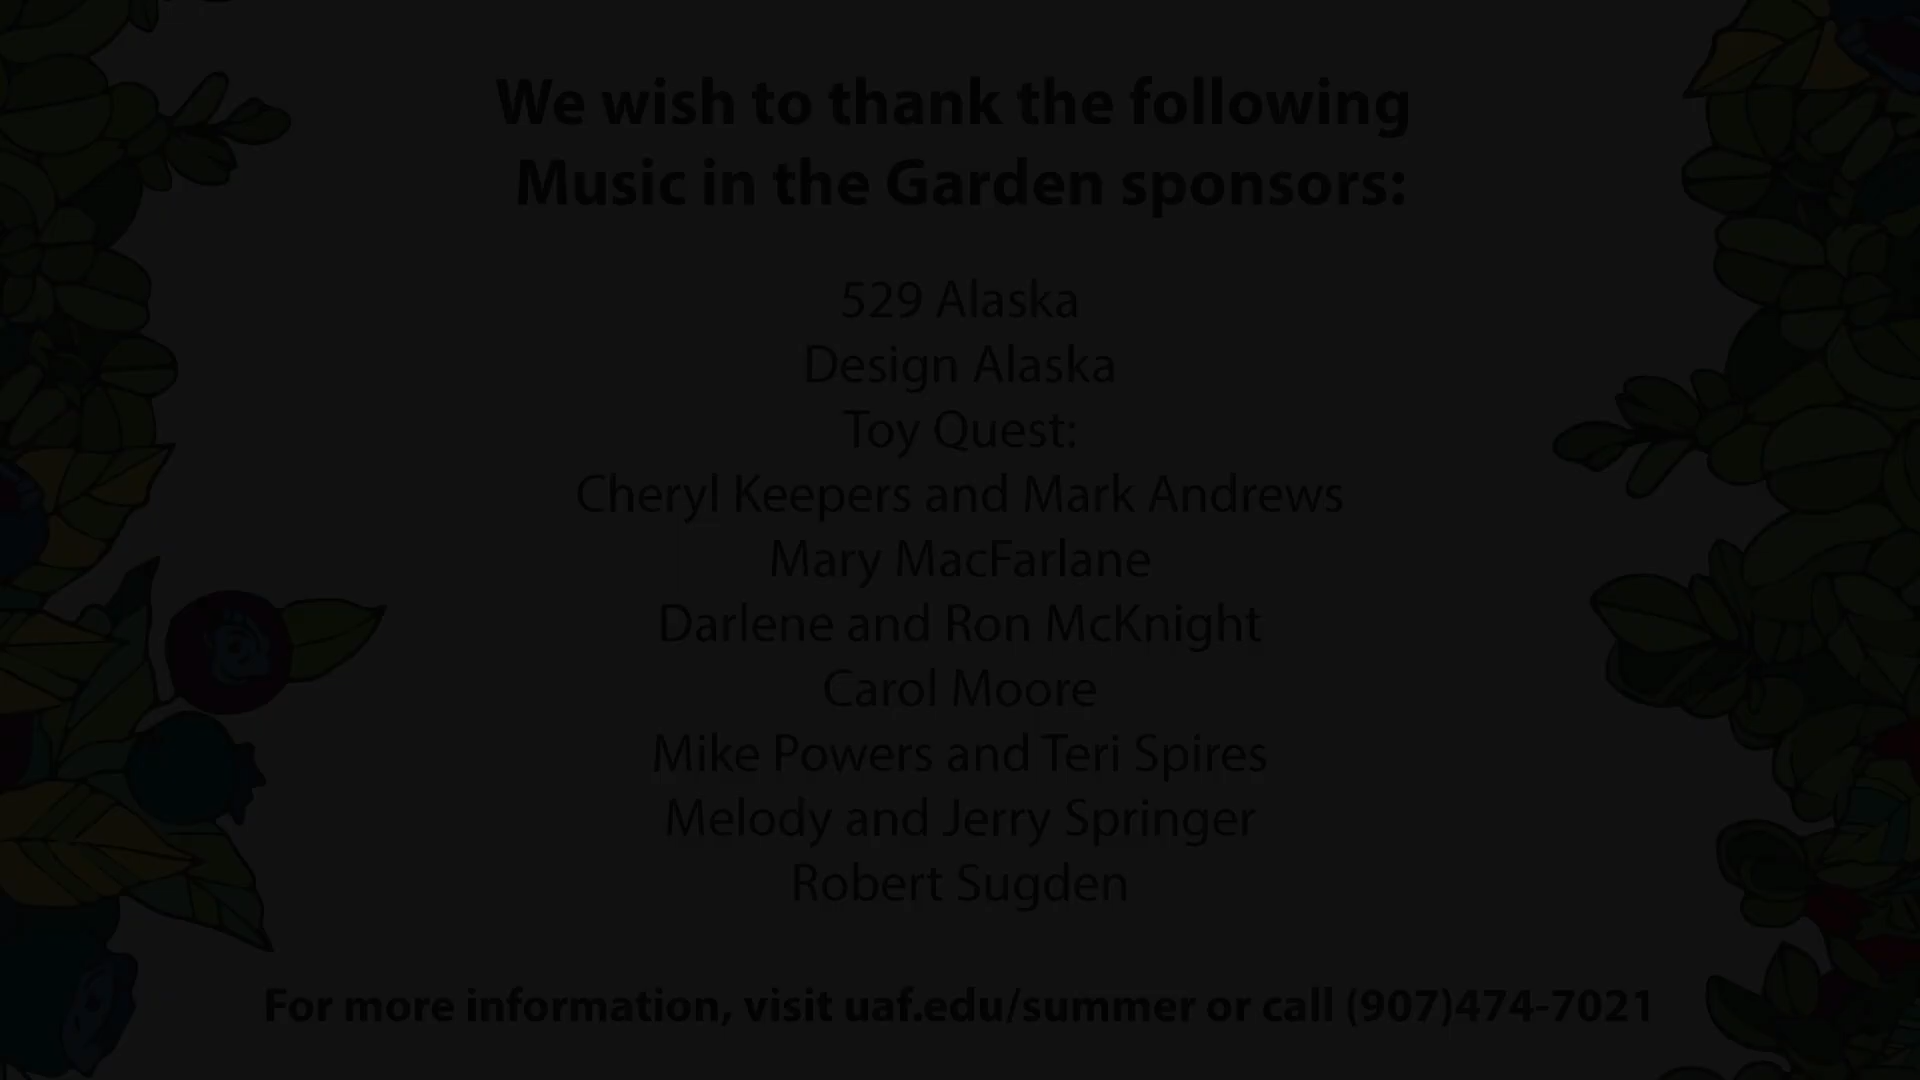 We wish to thank the following
Music in the Garden sponsors:
529 Alaska
Design Alaska
Toy Quest:
Cheryl Keepers and Mark Andrews
Mary MacFarlane
Darlene and Ron McKnight
Carol Moore
Mike Powers and Teri Spires
Melody and Jerry Springer
Robert Sugden
For more information, visit uaf.edu/summer or call (907)474-7021